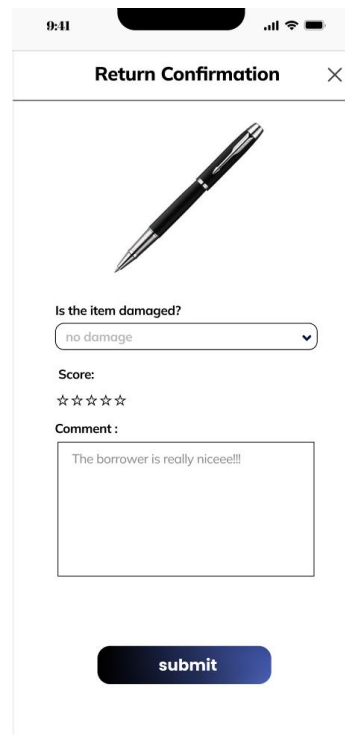 9:41
Return Confirmation
Is the item damaged?
no damage
Score:
Comment :
The borrower is really niceee!!!
submit